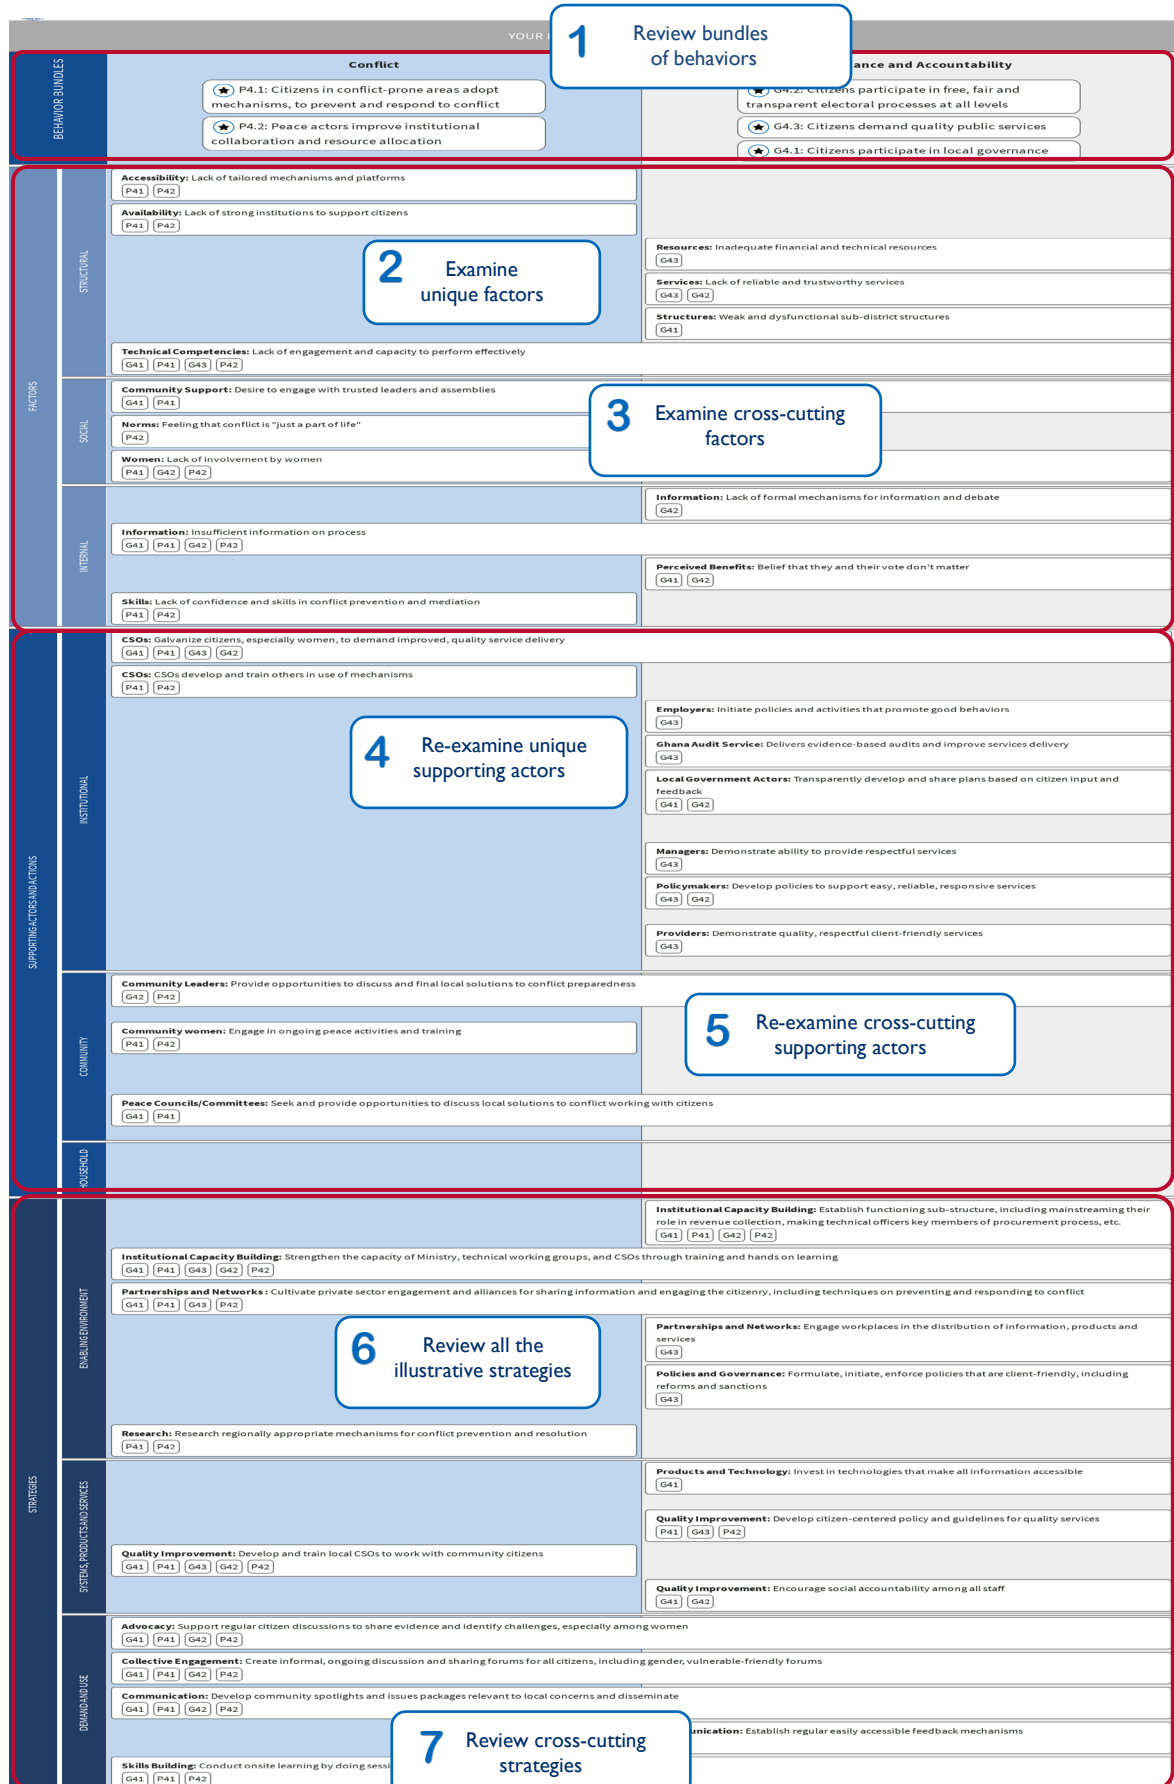 YOUR
1
Review bundles
of behaviors
BEHAVIOR BUNDLES
Conflict
P4.1: Citizens in conflict-prone areas adopt
mechanisms, to prevent and respond to conflict
P4.2: Peace actors improve institutional
collaboration and resource allocation
ance and Accountability
G4.2: Citizens participate in free, fair and
transparent electoral processes at all levels
G4.3: Citizens demand quality public services
G4.1: Citizens participate in local governance
FACTORS
STRUCTURAL
Accessibility: Lack of tailored mechanisms and platforms
P41 P42
Availability: Lack of strong institutions to support citizens
P41 P42
2
Examine
unique factors
Resources: Inadequate financial and technical resources
G43
Services: Lack of reliable and trustworthy services
G43 G42
Structures: Weak and dysfunctional sub-district structures
G41
Technical Competencies: Lack of engagement and capacity to perform effectively
G41 P41 G43 P42
SOCIAL
Community Support: Desire to engage with trusted leaders and assemblies
G41 P41
3
Examine cross-cutting
factors
Norms: Feeling that conflict is "just a part of life"
P42
Women: Lack of involvement by women
P41 G42 P42
INTERNAL
Information: Lack of formal mechanisms for information and debate
G42
Information: Insufficient information on process
G41 P41 G42 P42
Perceived Benefits: Belief that they and their vote don't matter
G41 G42
Skills: Lack of confidence and skills in conflict prevention and mediation
P41 P42
SUPPORTING ACTORS AND ACTIONS
INSTITUTIONAL
CSOs: Galvanize citizens, especially women, to demand improved, quality service delivery
G41 P41 G43 G42
CSOs: CSOs develop and train others in use of mechanisms
P41 P42
Employers: Initiate policies and activities that promote good behaviors
G43
4
Re-examine unique
supporting actors
Ghana Audit Service: Delivers evidence-based audits and improve services delivery
G43
Local Government Actors: Transparently develop and share plans based on citizen input and
feedback
G41 G42
Managers: Demonstrate ability to provide respectful services
G43
Policymakers: Develop policies to support easy, reliable, responsive services
G43 G42
Providers: Demonstrate quality, respectful client-friendly services
G43
COMMUNITY
Community Leaders: Provide opportunities to discuss and final local solutions to conflict preparedness
G42 P42
5
Re-examine cross-cutting
supporting actors
Community women: Engage in ongoing peace activities and training
P41 P42
Peace Councils/Committees: Seek and provide opportunities to discuss local solutions to conflict working with citizens
G41 P41
HOUSEHOLD
STRATEGIES
ENABLING ENVIRONMENT
Institutional Capacity Building: Establish functioning sub-structure, including mainstreaming their
role in revenue collection, making technical officers key members of procurement process, etc.
G41 P41 G42 P42
Institutional Capacity Building: Strengthen the capacity of Ministry, technical working groups, and CSOs through training and hands on learning
G41 P41 G43 G42 P42
Partnerships and Networks : Cultivate private sector engagement and alliances for sharing information and engaging the citizenry, including techniques on preventing and responding to conflict
G41 P41 G43 P42
6
Review all the
illustrative strategies
Partnerships and Networks: Engage workplaces in the distribution of information, products and
services
G43
Policies and Governance: Formulate, initiate, enforce policies that are client-friendly, including
reforms and sanctions
G43
Research: Research regionally appropriate mechanisms for conflict prevention and resolution
P41 P42
SYSTEMS, PRODUCTS AND SERVICES
Products and Technology: Invest in technologies that make all information accessible
G41
Quality Improvement: Develop citizen-centered policy and guidelines for quality services
P41 G43 P42
Quality Improvement: Develop and train local CSOs to work with community citizens
G41 P41 G43 G42 P42
Quality Improvement: Encourage social accountability among all staff
G41 G42
DEMAND AND USE
Advocacy: Support regular citizen discussions to share evidence and identify challenges, especially among women
G41 P41 G42 P42
Collective Engagement: Create informal, ongoing discussion and sharing forums for all citizens, including gender, vulnerable-friendly forums
G41 P41 G42 P42
Communication: Develop community spotlights and issues packages relevant to local concerns and disseminate
G41 P41 G42 P42
unication: Establish regular easily accessible feedback mechanisms
7
Review cross-cutting
strategies
Skills Building: Conduct onsite learning by doing sessi
G41 P41 P42